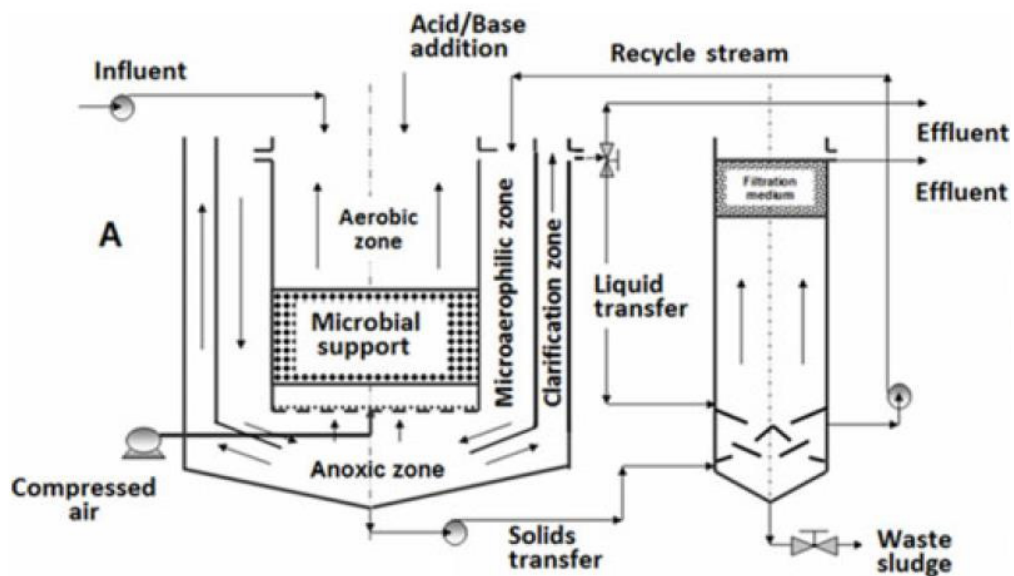 Acid/Base
addition
Influent
Recycle stream
Effluent
Effluent
Filtration
medium
A
Aerobic
zone
Microaerophilic zone
Clarification zone
Liquid
transfer
Microbial
support
Anoxic zone
Compressed
air
Solids
transfer
Waste
sludge